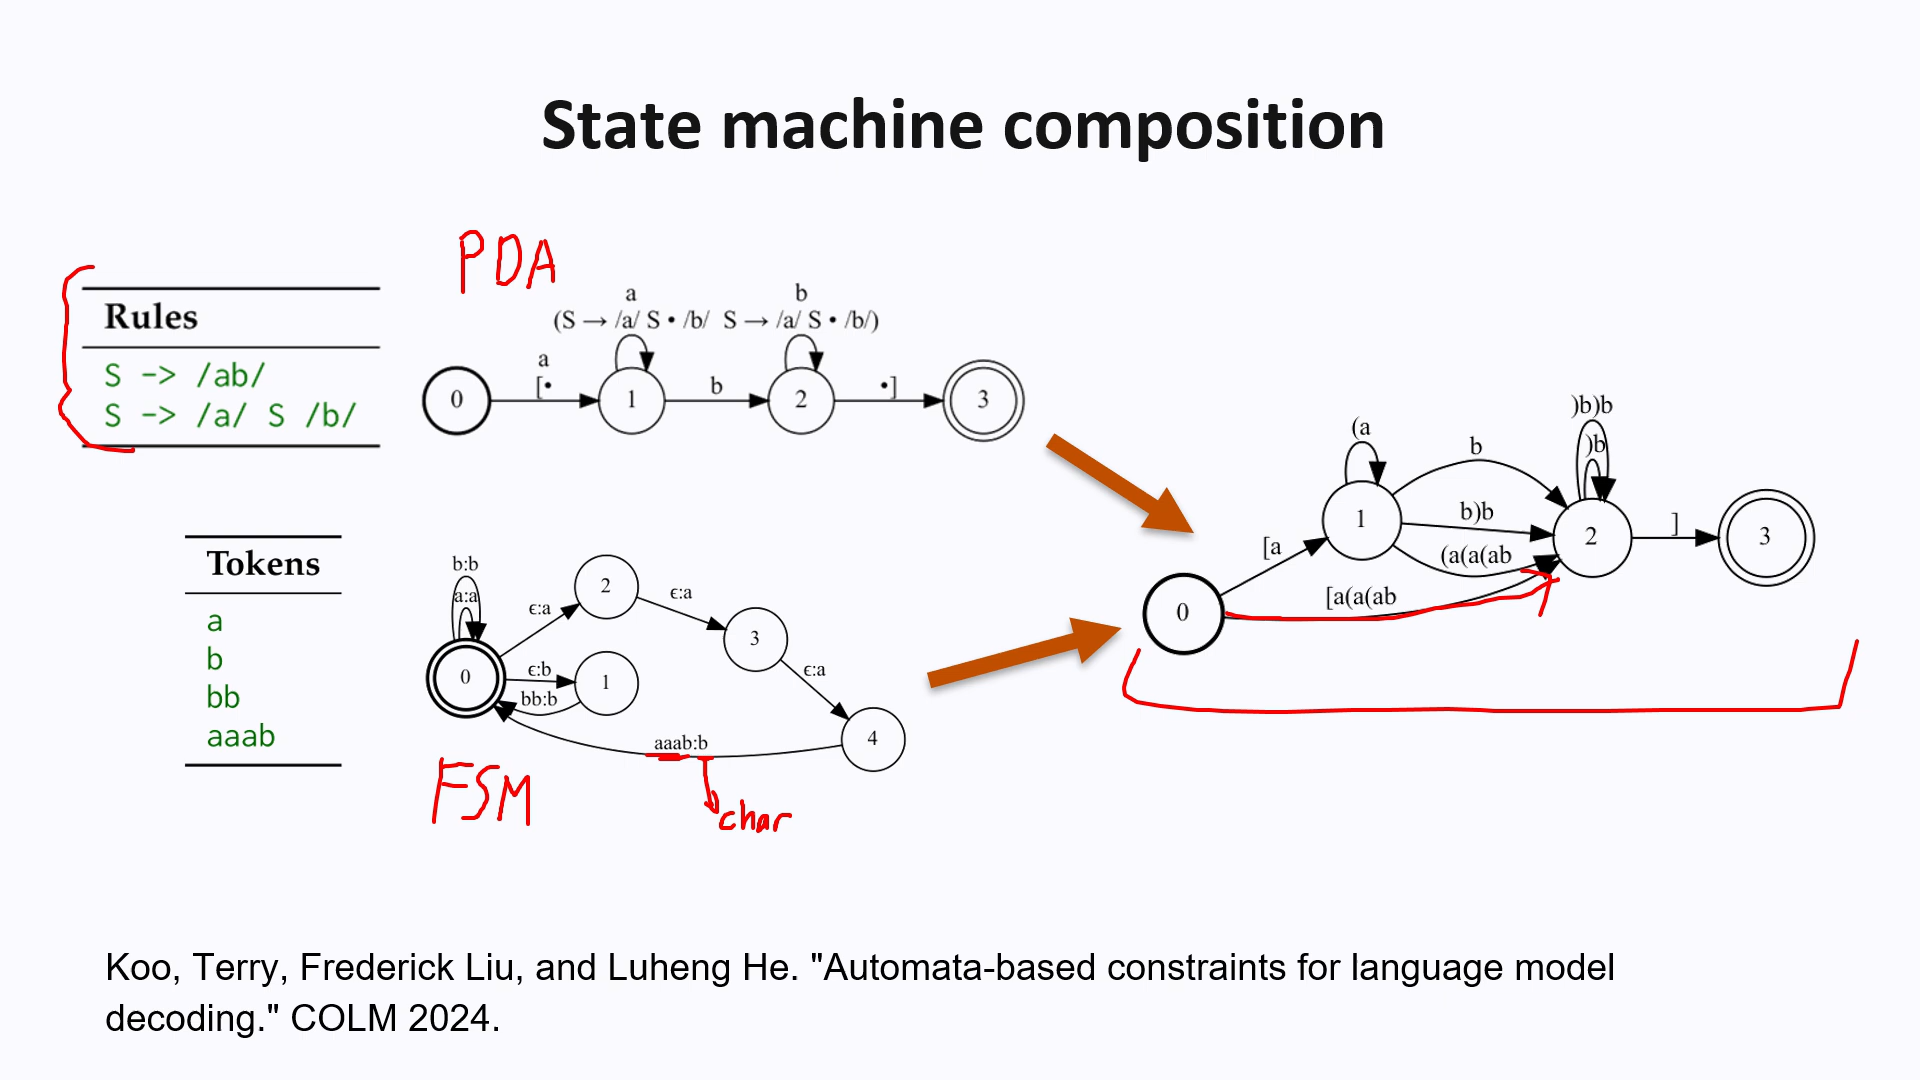 State machine composition
PDA
Rules
S -> /ab/
S -> /a/ S /b/
a
(S → /a/ S • /b/
b
S → /a/ S • /b/)
0
a
[•
1
b
2
•]
3
Tokens
a
b
bb
aaab
b:b
a:a
0
ϵ:a
2
ϵ:a
3
ϵ:a
4
ϵ:b
1
bb:b
aaab:b
FSM
char
0
[a
1
(a
b
b)b
(a(a(ab
[a(a(ab
2
)b)b
)b
]
3
Koo, Terry, Frederick Liu, and Luheng He. "Automata-based constraints for language model
decoding." COLM 2024.